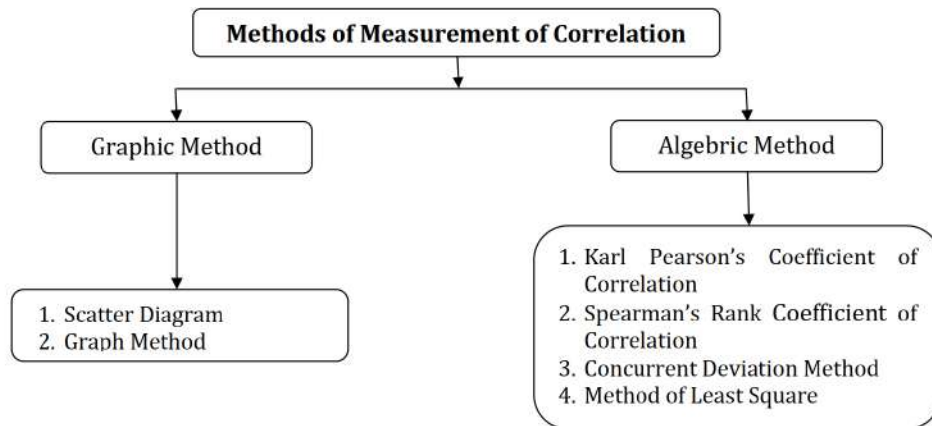 Methods of Measurement of Correlation
Graphic Method
Algebric Method
1. Scatter Diagram
2. Graph Method
1. Karl Pearson's Coefficient of
Correlation
2. Spearman's Rank Coefficient of
Correlation
3. Concurrent Deviation Method
4. Method of Least Square